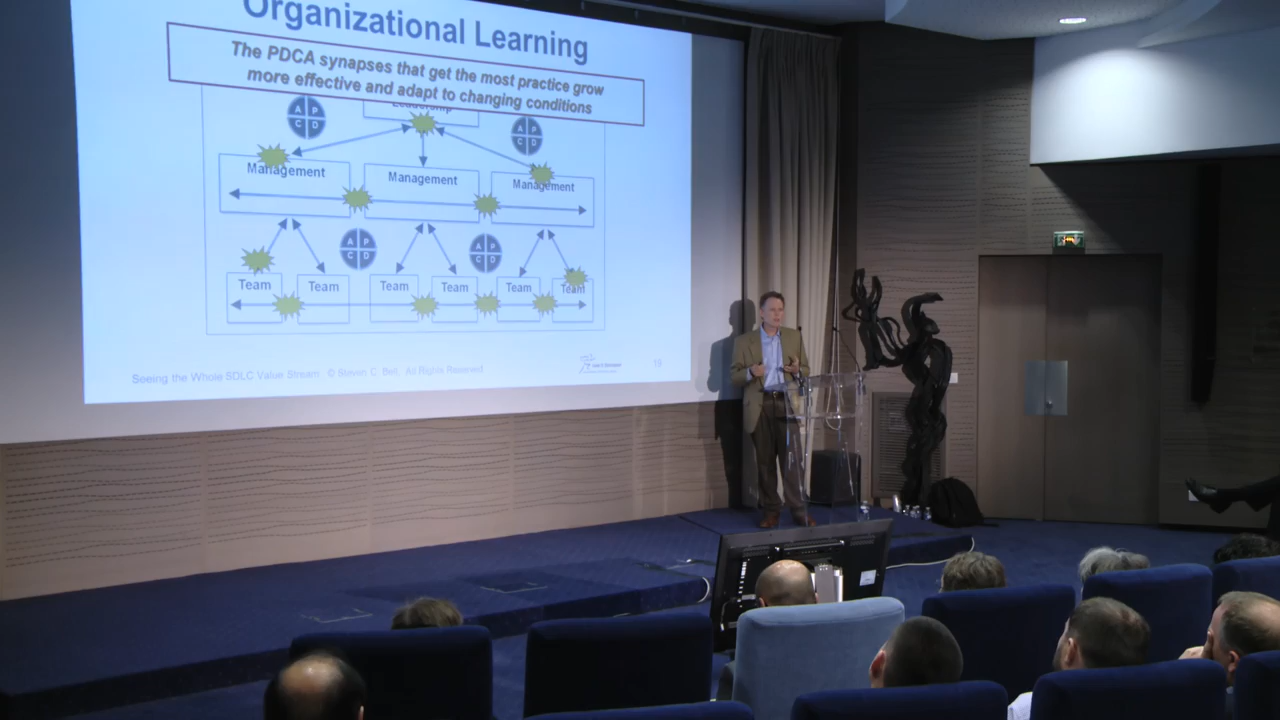 Organizational Learning
The PDCA synapses that get the most practice grow
more effective and adapt to changing conditions
A P
C D
A P
C D
Management
Management
Management
A P
C D
A P
C D
Team
Team
Team
Team
Team
Team
Seeing the Whole SDLC Value Stream © Steven C. Bell, All Rights Reserved
19